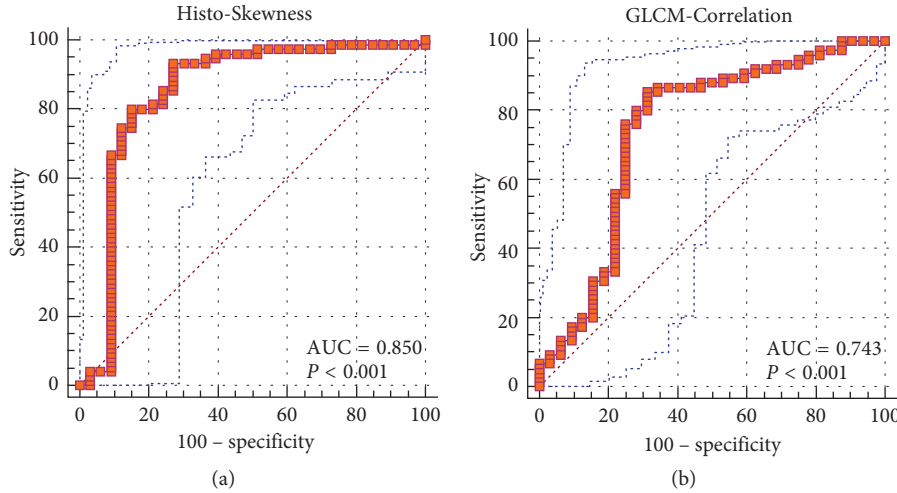 Histo-Skewness
100
80
60
40
20
0
Sensitivity
0 20 40 60 80 100
100 – specificity
AUC = 0.850
P < 0.001
(a)
GLCM-Correlation
100
80
60
40
20
0
Sensitivity
0 20 40 60 80 100
100 – specificity
AUC = 0.743
P < 0.001
(b)